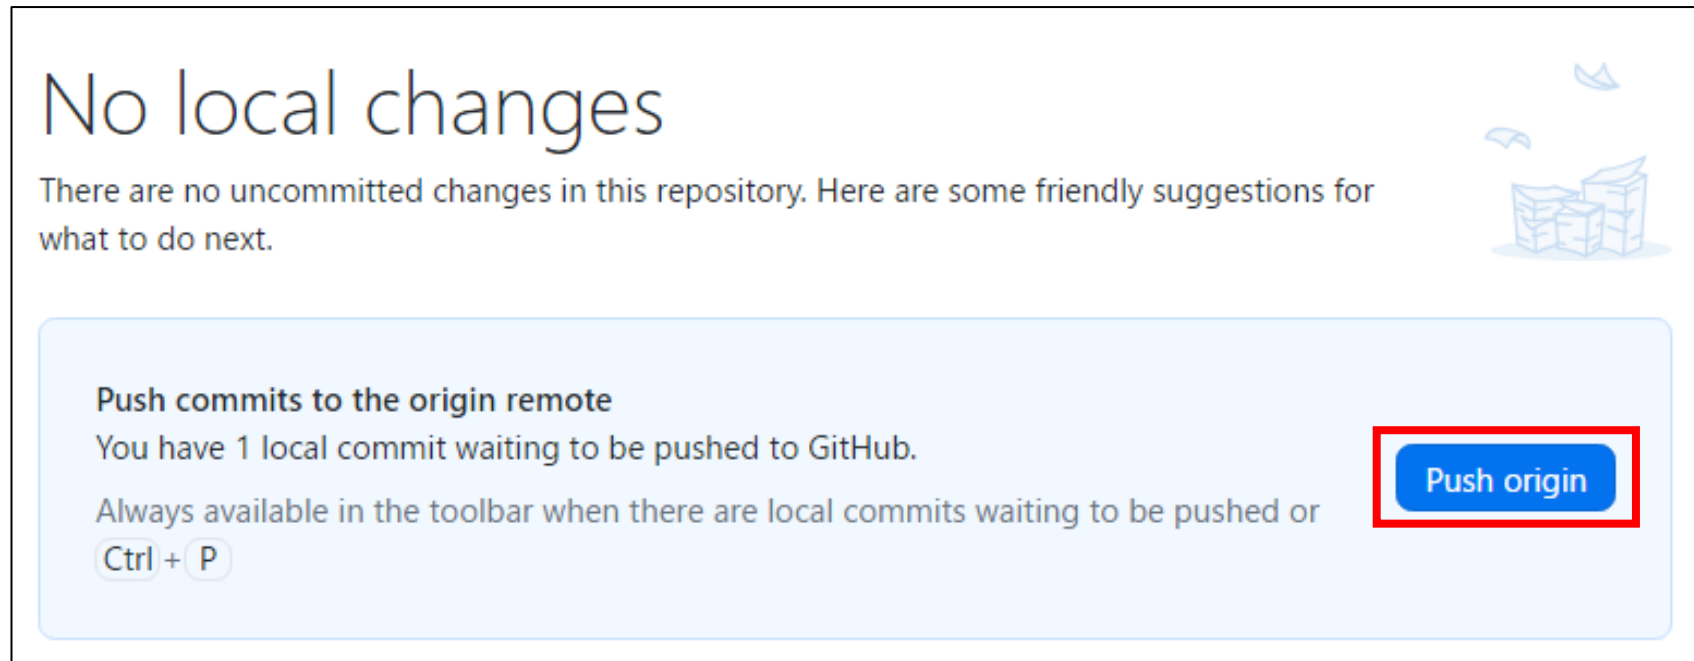 No local changes
There are no uncommitted changes in this repository. Here are some friendly suggestions for
what to do next.
Push commits to the origin remote
You have 1 local commit waiting to be pushed to GitHub.
Always available in the toolbar when there are local commits waiting to be pushed or
Ctrl + P
Push origin